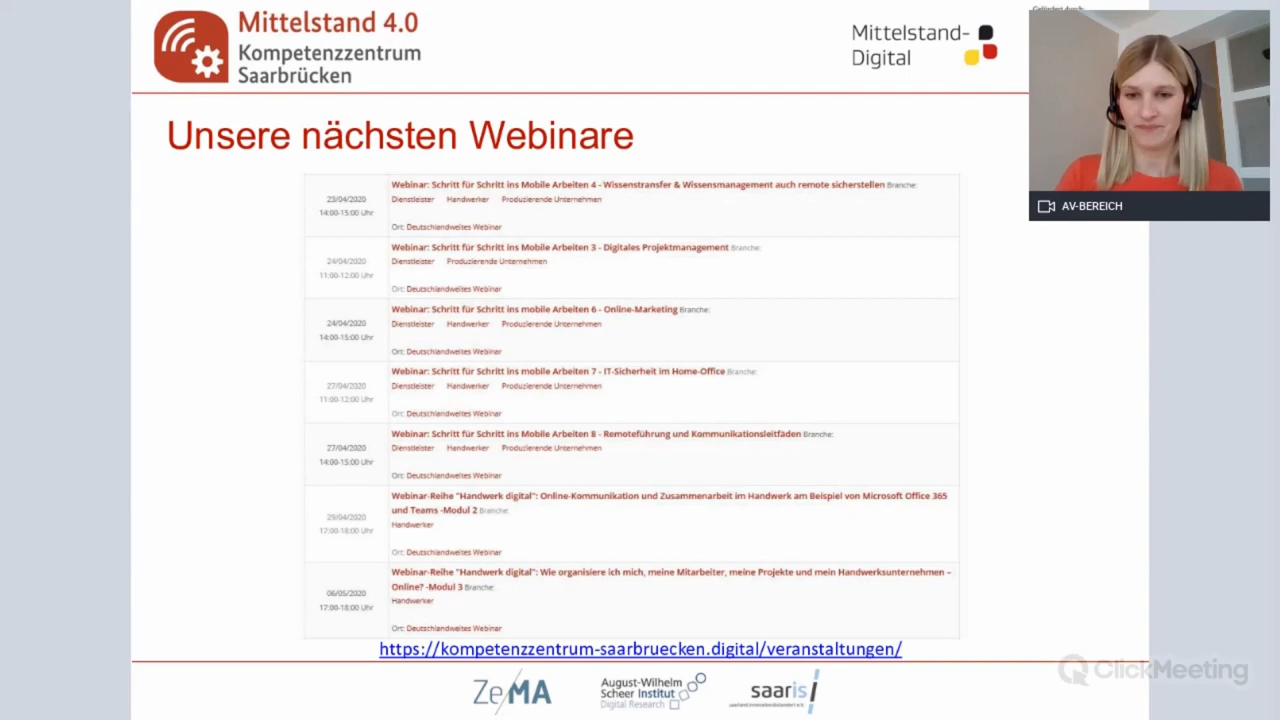 Mittelstand 4.0
Kompetenzzentrum
Saarbrücken
Mittelstand-
Digital
Gefördert durch:
AV-BEREICH
Unsere nächsten Webinare
23/04/2020
14:00-15:00 Uhr
Webinar: Schritt für Schritt ins Mobile Arbeiten 4 - Wissenstransfer & Wissensmanagement auch remote sicherstellen Branche:
Dienstleister Handwerker Produzierende Unternehmen
Ort: Deutschlandweites Webinar
24/04/2020
11:00-12:00 Uhr
Webinar: Schritt für Schritt ins Mobile Arbeiten 3 - Digitales Projektmanagement Branche:
Dienstleister Produzierende Unternehmen
Ort: Deutschlandweites Webinar
24/04/2020
14:00-15:00 Uhr
Webinar: Schritt für Schritt ins mobile Arbeiten 6 - Online-Marketing Branche:
Dienstleister Handwerker Produzierende Unternehmen
Ort: Deutschlandweites Webinar
27/04/2020
11:00-12:00 Uhr
Webinar: Schritt für Schritt ins mobile Arbeiten 7 - IT-Sicherheit im Home-Office Branche:
Dienstleister Handwerker Produzierende Unternehmen
Ort: Deutschlandweites Webinar
27/04/2020
14:00-15:00 Uhr
Webinar: Schritt für Schritt ins Mobile Arbeiten 8 - Remoteführung und Kommunikationsleitfäden Branche:
Dienstleister Handwerker Produzierende Unternehmen
Ort: Deutschlandweites Webinar
29/04/2020
17:00-18:00 Uhr
Webinar-Reihe "Handwerk digital": Online-Kommunikation und Zusammenarbeit im Handwerk am Beispiel von Microsoft Office 365
und Teams -Modul 2 Branche:
Handwerker
Ort: Deutschlandweites Webinar
06/05/2020
17:00-18:00 Uhr
Webinar-Reihe "Handwerk digital": Wie organisiere ich mich, meine Mitarbeiter, meine Projekte und mein Handwerksunternehmen –
Online? -Modul 3 Branche:
Handwerker
Ort: Deutschlandweites Webinar
https://kompetenzzentrum-saarbruecken.digital/veranstaltungen/
ZeMA
August-Wilhelm
Scheer Institut
Digital Research
saaris
saarland.innovation&standort e.V.
ClickMeeting